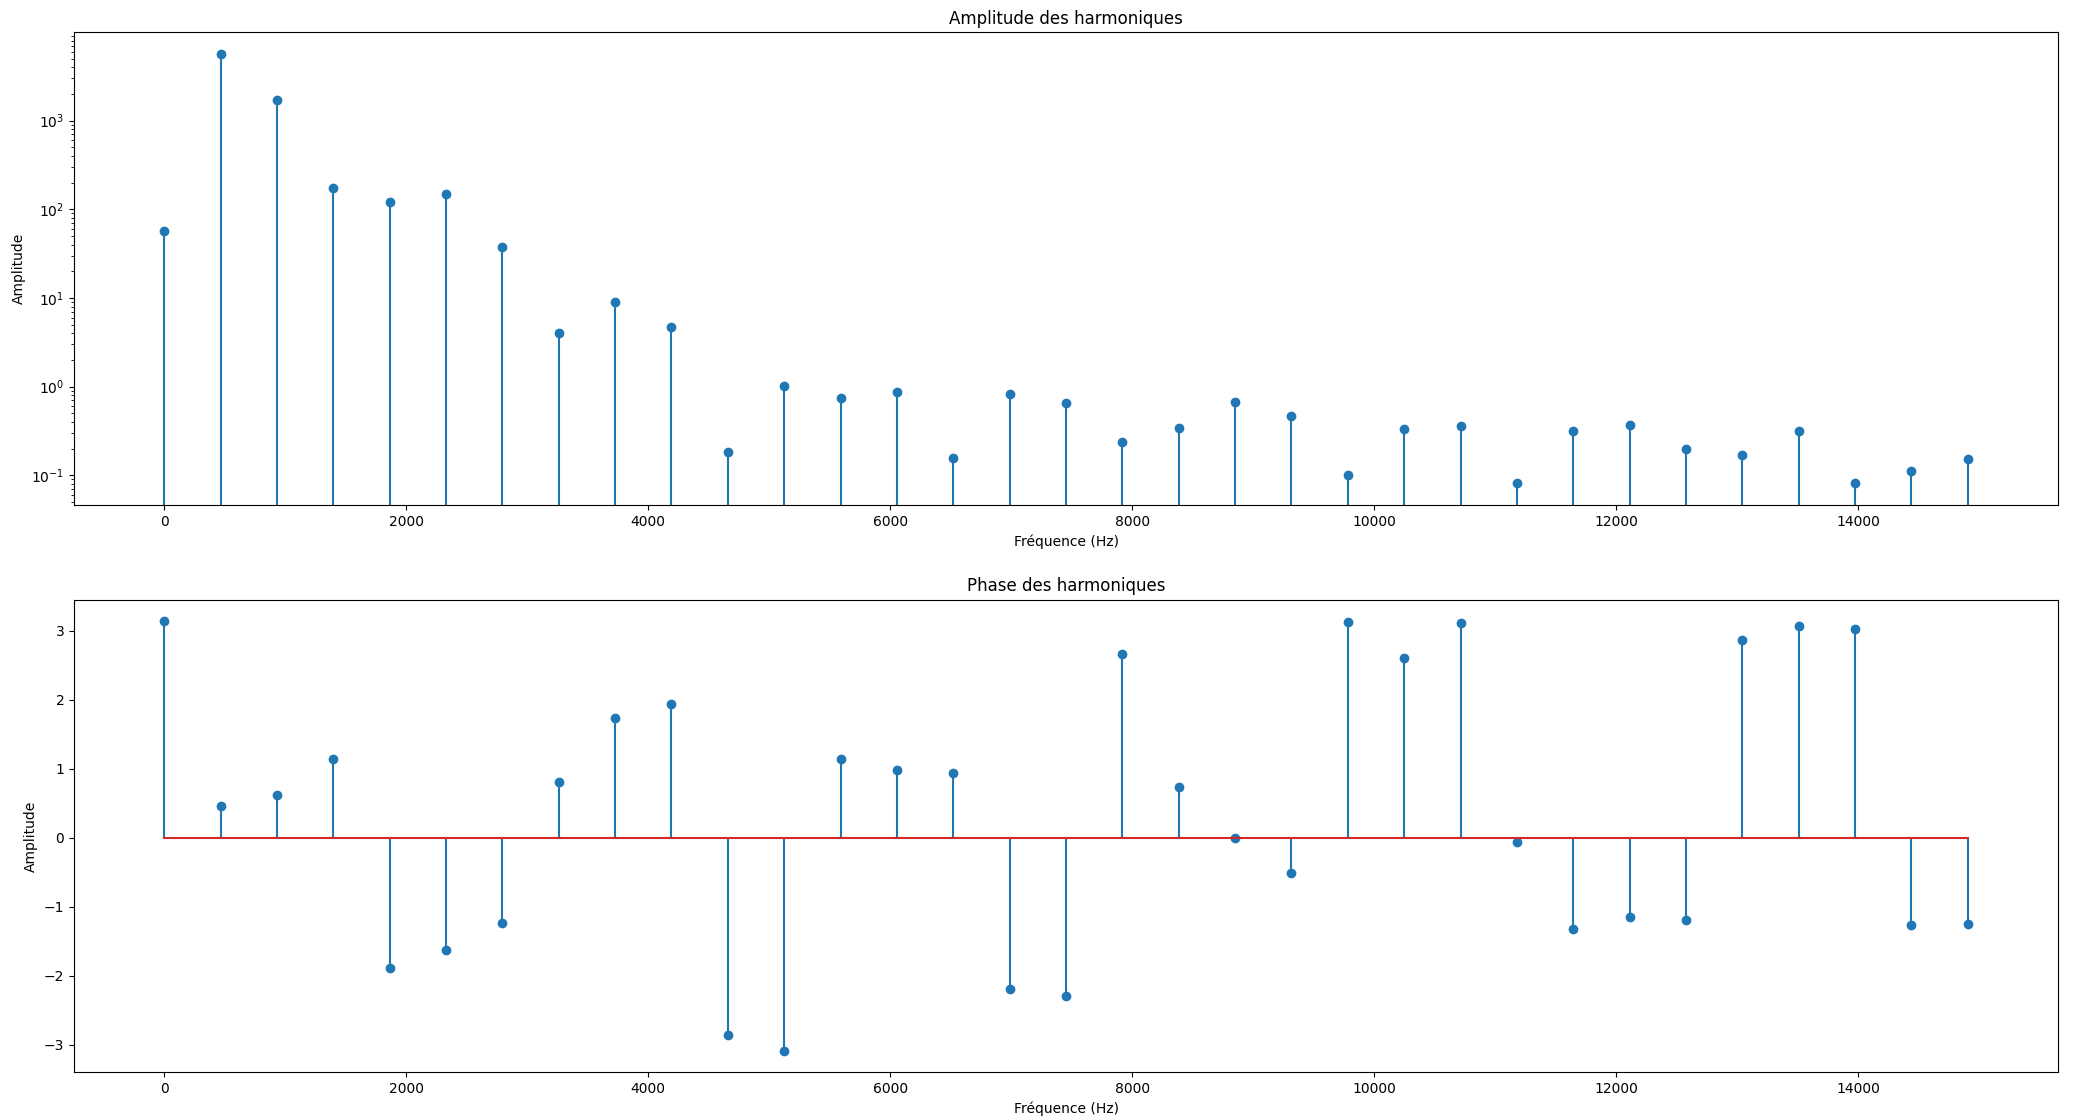 Amplitude des harmoniques
Amplitude
10³
10²
10¹
10⁰
10⁻¹
0 2000 4000 6000 8000 10000 12000 14000
Fréquence (Hz)
Phase des harmoniques
Amplitude
3
2
1
0
−1
−2
−3
0 2000 4000 6000 8000 10000 12000 14000
Fréquence (Hz)